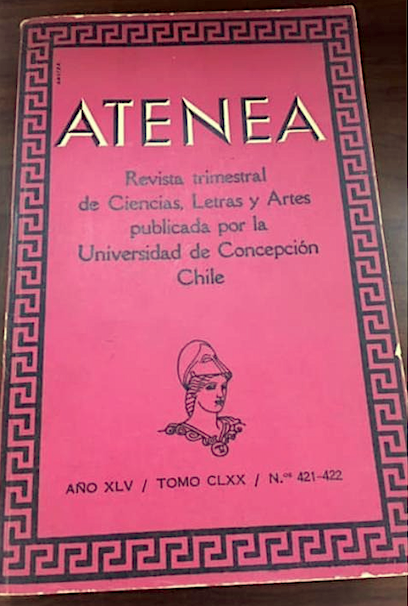 ATENEA
Revista trimestral
de Ciencias, Letras y Artes
publicada por la
Universidad de Concepción
Chile
AÑO XLV / TOMO CLXX / N.ᵒˢ 421-422